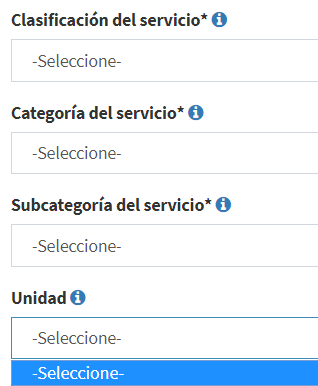 Clasificación del servicio*
-Seleccione-
Categoría del servicio*
-Seleccione-
Subcategoría del servicio*
-Seleccione-
Unidad
-Seleccione-
-Seleccione-